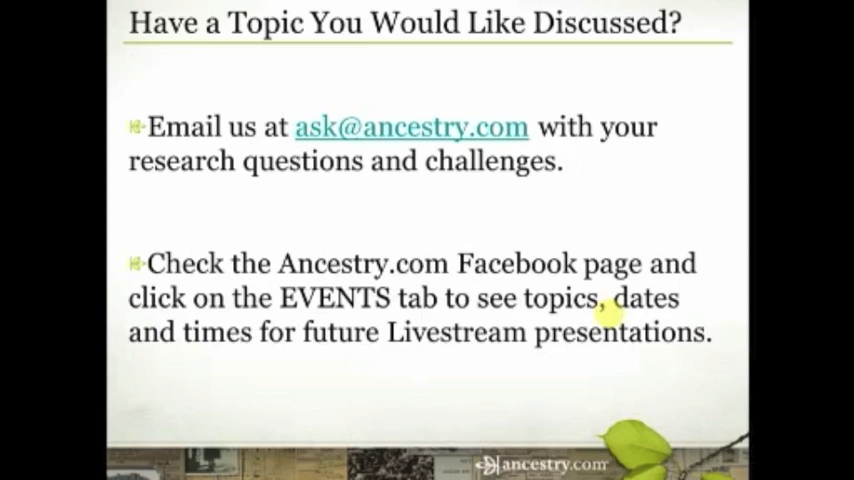 Have a Topic You Would Like Discussed?
Email us at ask@ancestry.com with your
research questions and challenges.
Check the Ancestry.com Facebook page and
click on the EVENTS tab to see topics, dates
and times for future Livestream presentations.
ancestry.com